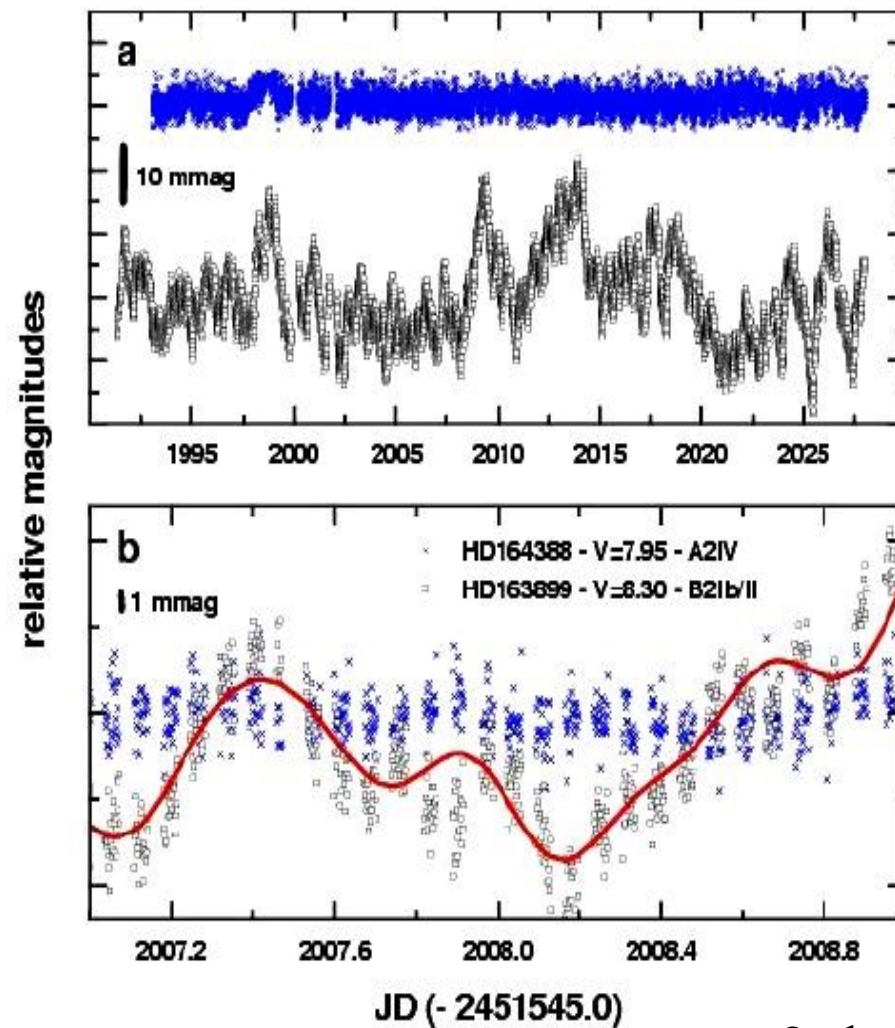 a
10 mmag
1995 2000 2005 2010 2015 2020 2025
relative magnitudes
b
HD164388 - V=7.95 - A2IV
HD163899 - V=8.30 - B2Ib/II
1 mmag
2007.2 2007.6 2008.0 2008.4 2008.8
JD (- 2451545.0)